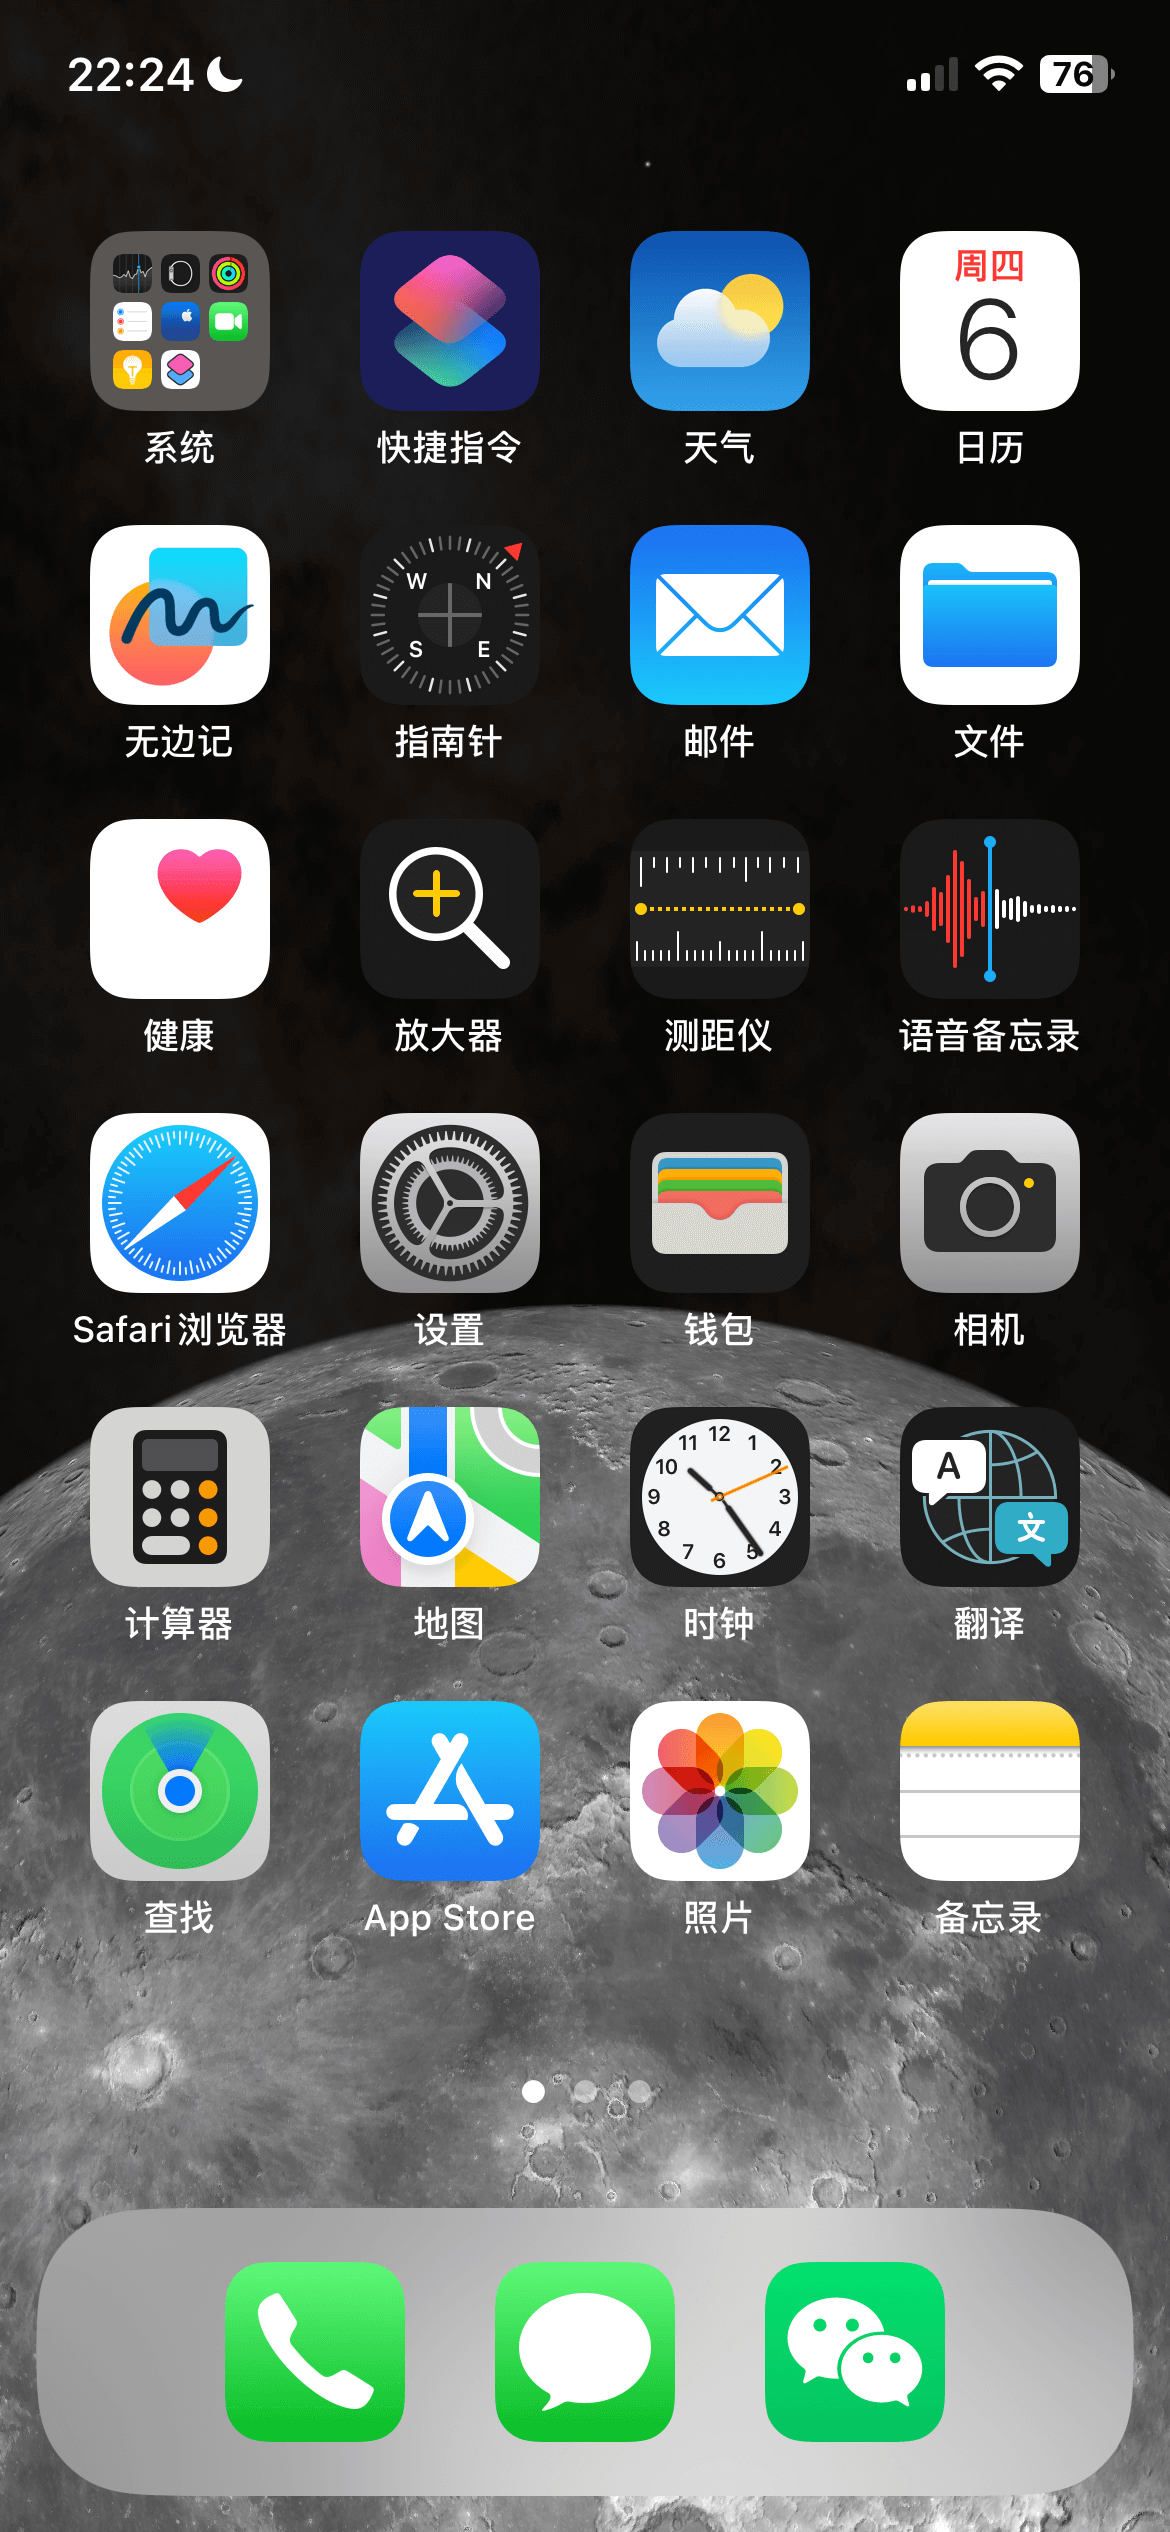 22:24
76
周四
6
系统
快捷指令
天气
日历
W N
S E
无边记
指南针
邮件
文件
健康
放大器
测距仪
语音备忘录
Safari浏览器
设置
钱包
相机
12
11 1
10 2
9 3
8 4
7 5
6
A
文
计算器
地图
时钟
翻译
查找
App Store
照片
备忘录